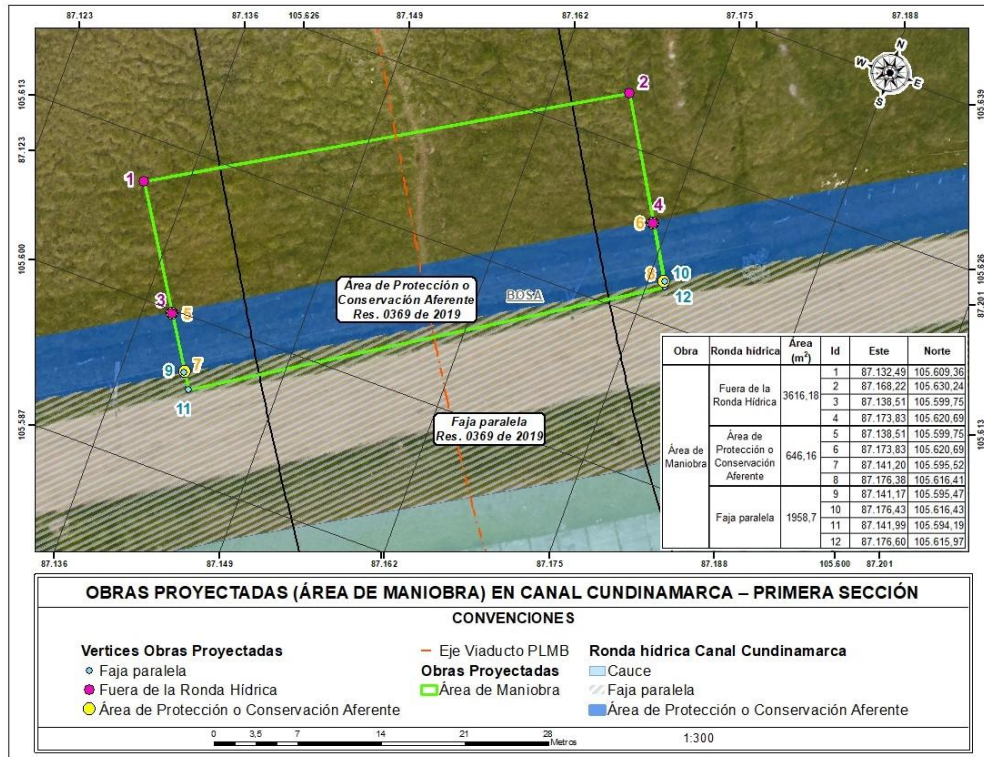 87.123 87.136 105.626 87.149 87.162 87.175 87.188
N
W E
S
105.613
87.123
105.600
105.587
105.639
105.626
87.201
105.613
1
2
3
4
5
6
7
8
9
10
11
12
Área de Protección o
Conservación Aferente
Res. 0369 de 2019
BOSA
Faja paralela
Res. 0369 de 2019
Obra Ronda hídrica Área (m²) Id Este Norte
Área de Maniobra
Fuera de la Ronda Hídrica 3616,18
1 87.132,49 105.609,36
2 87.168,22 105.630,24
3 87.138,51 105.599,75
4 87.173,83 105.620,69
Área de Protección o Conservación Aferente 646,16
5 87.138,51 105.599,75
6 87.173,83 105.620,69
7 87.141,20 105.595,52
8 87.176,38 105.616,41
Faja paralela 1958,7
9 87.141,17 105.595,47
10 87.176,43 105.616,43
11 87.141,99 105.594,19
12 87.176,60 105.615,97
87.136 87.149 87.162 87.175 87.188 105.600 87.201
OBRAS PROYECTADAS (ÁREA DE MANIOBRA) EN CANAL CUNDINAMARCA – PRIMERA SECCIÓN
CONVENCIONES
Vertices Obras Proyectadas
Faja paralela
Fuera de la Ronda Hídrica
Área de Protección o Conservación Aferente
Eje Viaducto PLMB
Obras Proyectadas
Área de Maniobra
Ronda hídrica Canal Cundinamarca
Cauce
Faja paralela
Área de Protección o Conservación Aferente
0 3,5 7 14 21 28
Metros
1:300